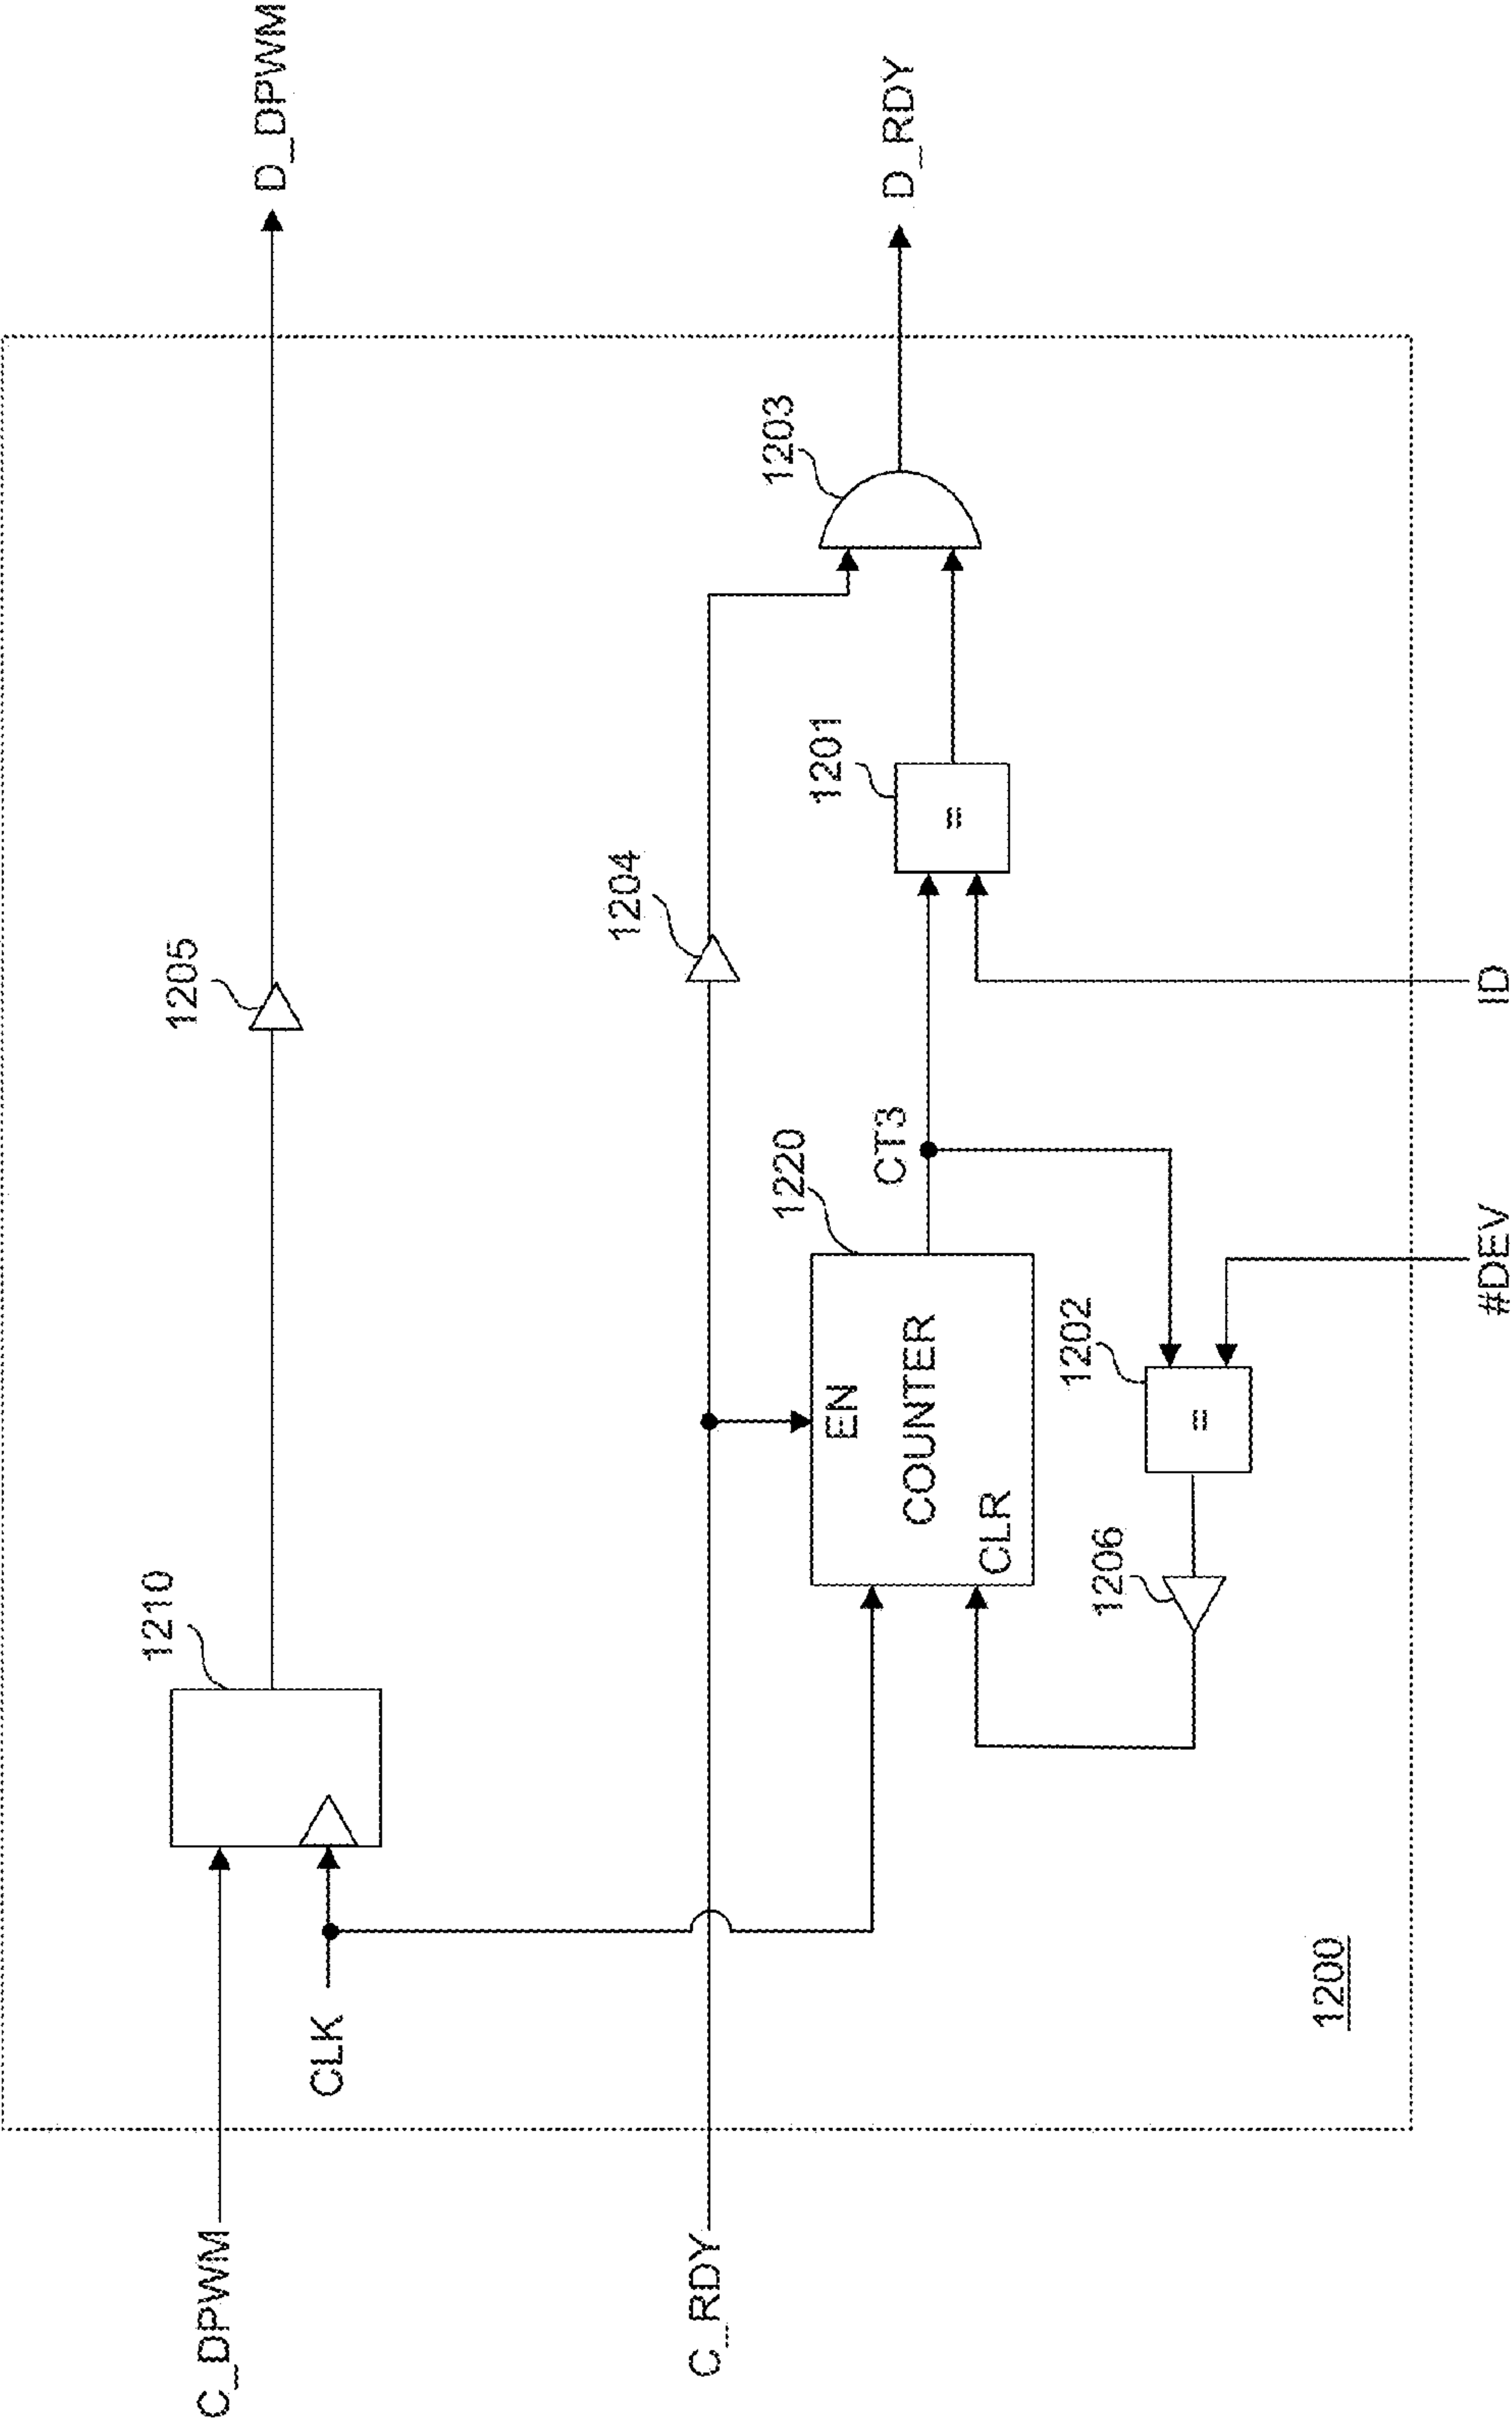 C_DPWM
CLK
1210
1205
D_DPWM
C_RDY
1204
1203
D_RDY
EN
COUNTER
CLR
1220
CT3
1201
=
1206
1202
=
1200
#DEV
ID